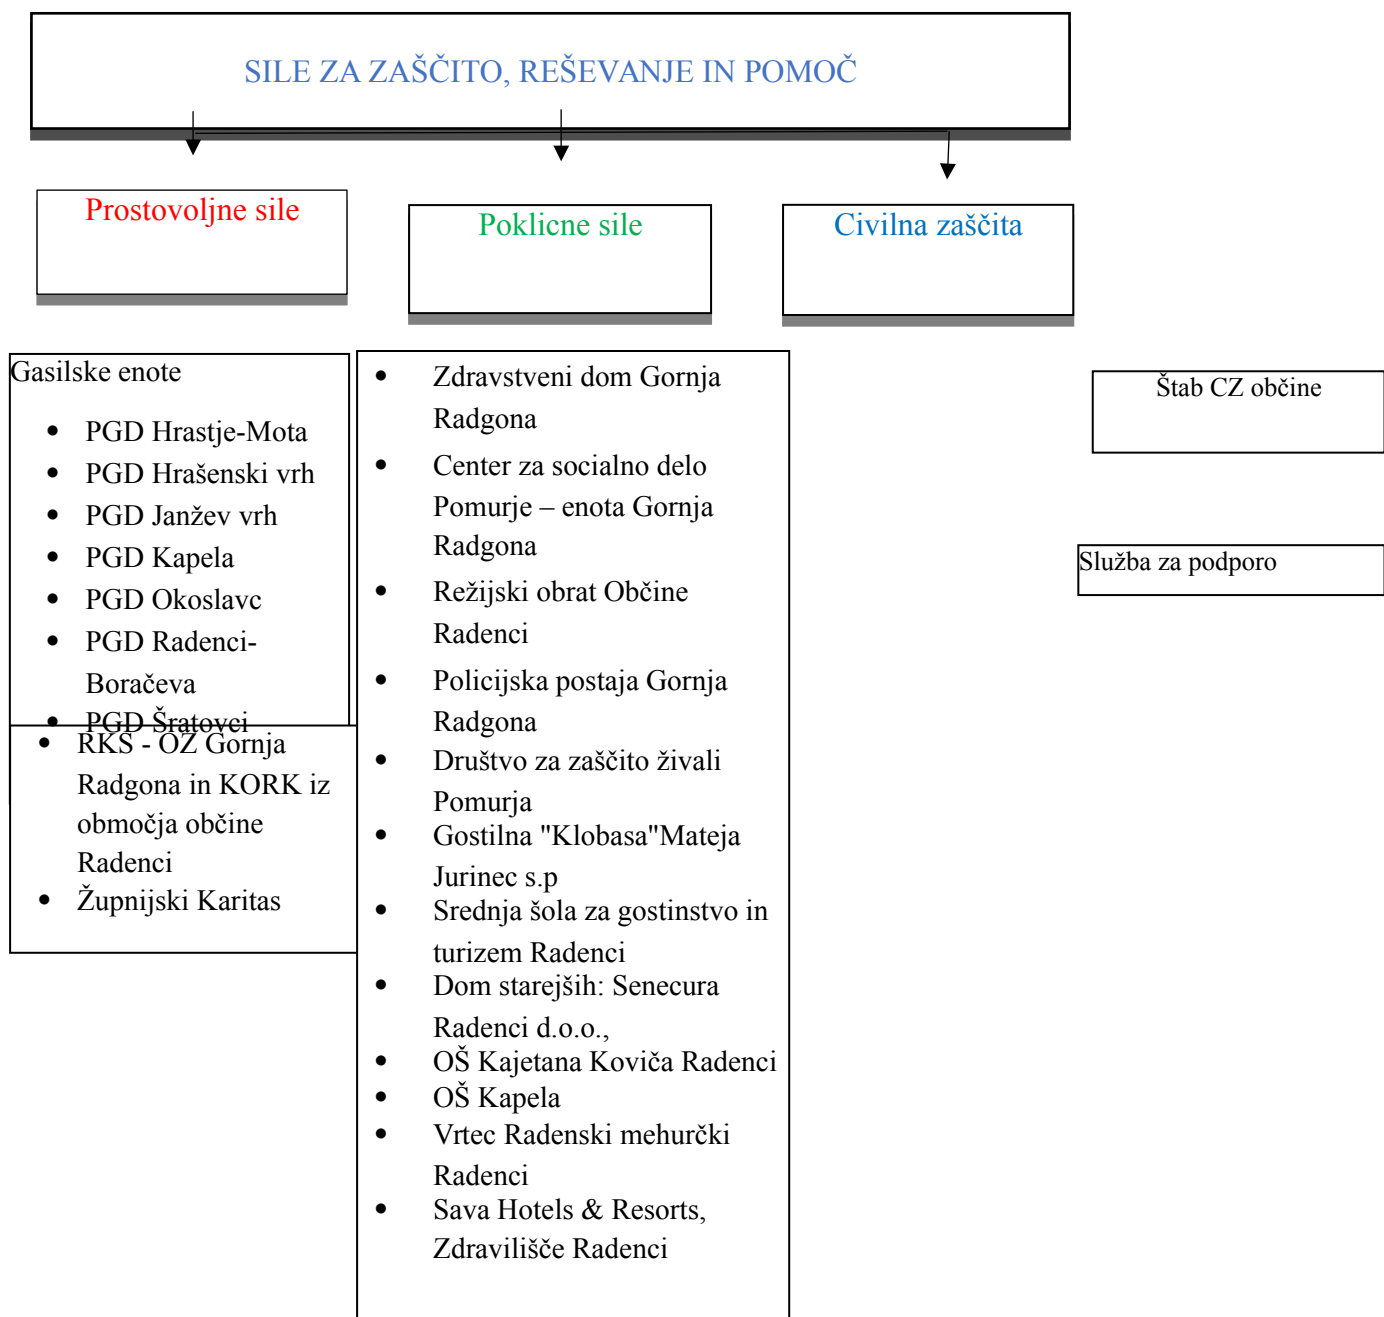 SILE ZA ZAŠČITO, REŠEVANJE IN POMOČ
Prostovoljne sile
Poklicne sile
Civilna zaščita
Gasilske enote
• PGD Hrastje-Mota
• PGD Hrašenski vrh
• PGD Janžev vrh
• PGD Kapela
• PGD Okoslavc
• PGD Radenci-
Boračeva
• PGD Šratovci
• RKS - OZ Gornja
Radgona in KORK iz
območja občine
Radenci
• Župnijski Karitas
• Zdravstveni dom Gornja
Radgona
• Center za socialno delo
Pomurje – enota Gornja
Radgona
• Režijski obrat Občine
Radenci
• Policijska postaja Gornja
Radgona
• Društvo za zaščito živali
Pomurja
• Gostilna "Klobasa"Mateja
Jurinec s.p
• Srednja šola za gostinstvo in
turizem Radenci
• Dom starejših: Senecura
Radenci d.o.o.,
• OŠ Kajetana Koviča Radenci
• OŠ Kapela
• Vrtec Radenski mehurčki
Radenci
• Sava Hotels & Resorts,
Zdravilišče Radenci
Štab CZ občine
Služba za podporo